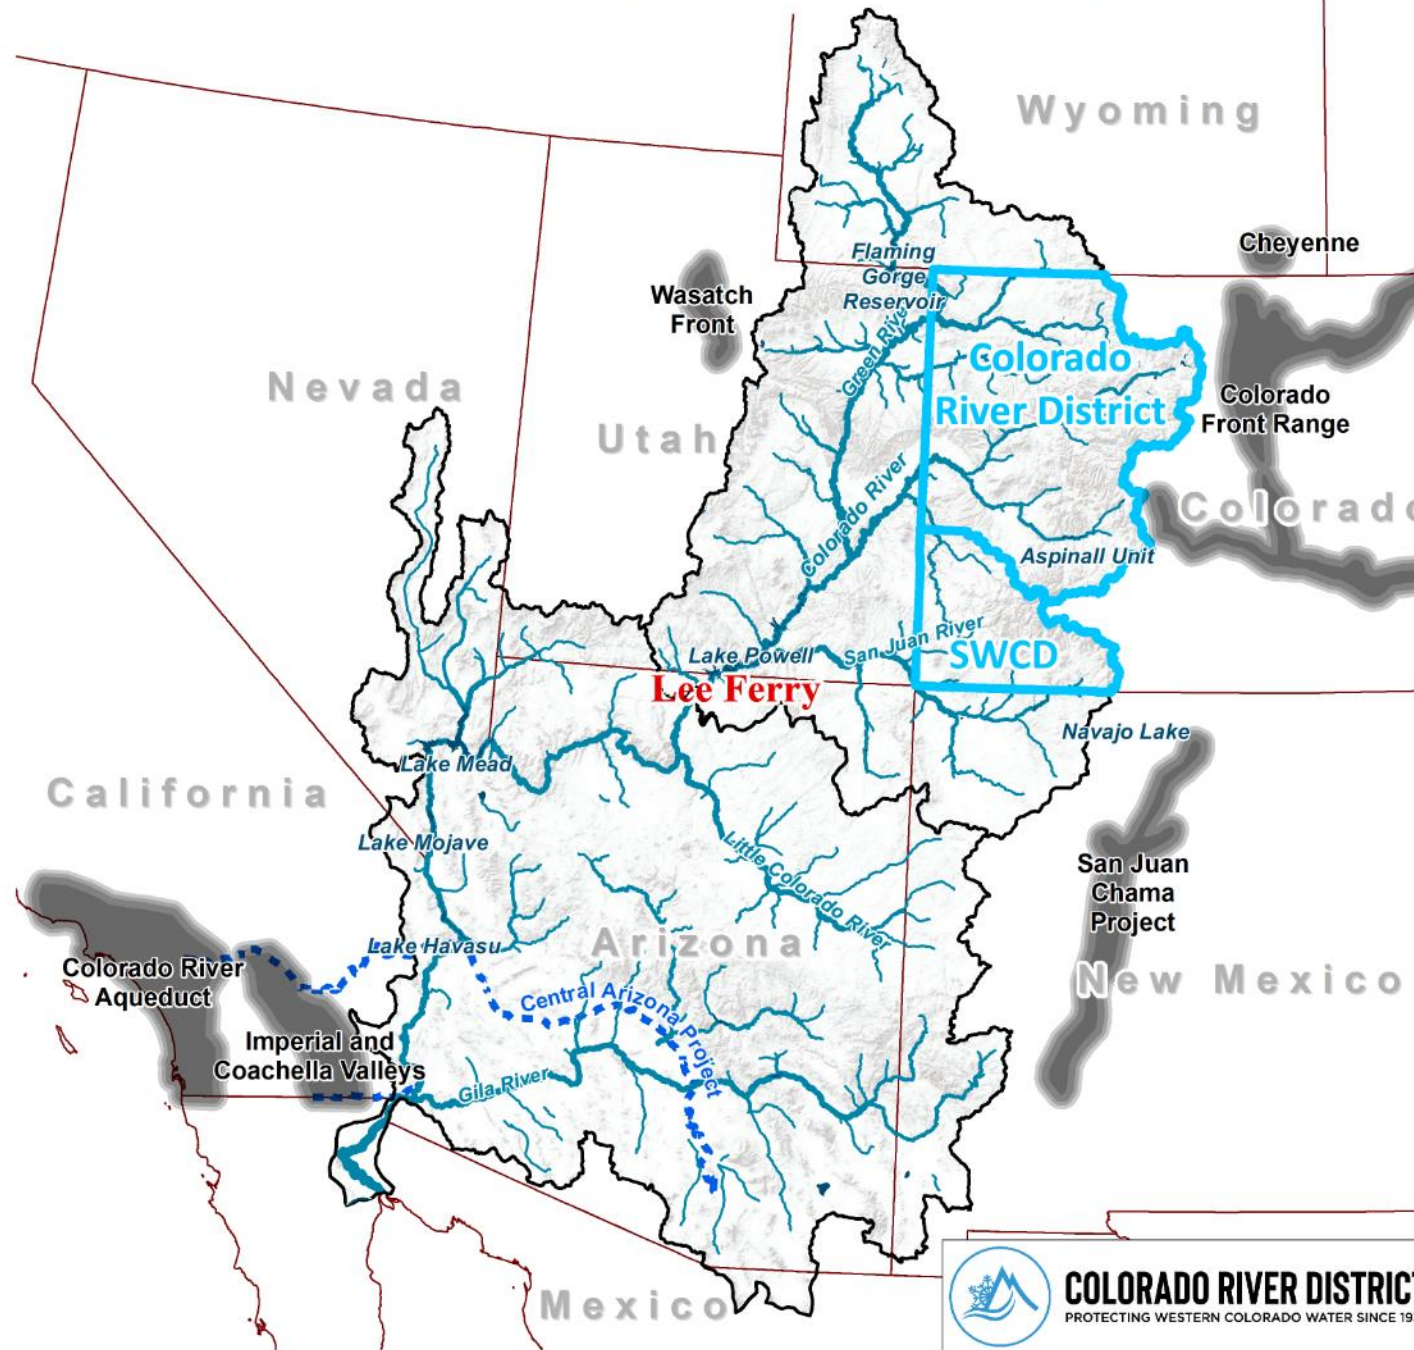 Wyoming
Cheyenne
Flaming
Gorge
Reservoir
Wasatch
Front
Green River
Colorado
River District
Colorado
Front Range
Nevada
Utah
Colorado River
Colorado
Aspinall Unit
San Juan River
SWCD
Lake Powell
Lee Ferry
Navajo Lake
Lake Mead
California
Lake Mojave
Little Colorado River
San Juan
Chama
Project
Lake Havasu
Arizona
Colorado River
Aqueduct
New Mexico
Central Arizona Project
Imperial and
Coachella Valleys
Gila River
Mexico
COLORADO RIVER DISTRICT
PROTECTING WESTERN COLORADO WATER SINCE